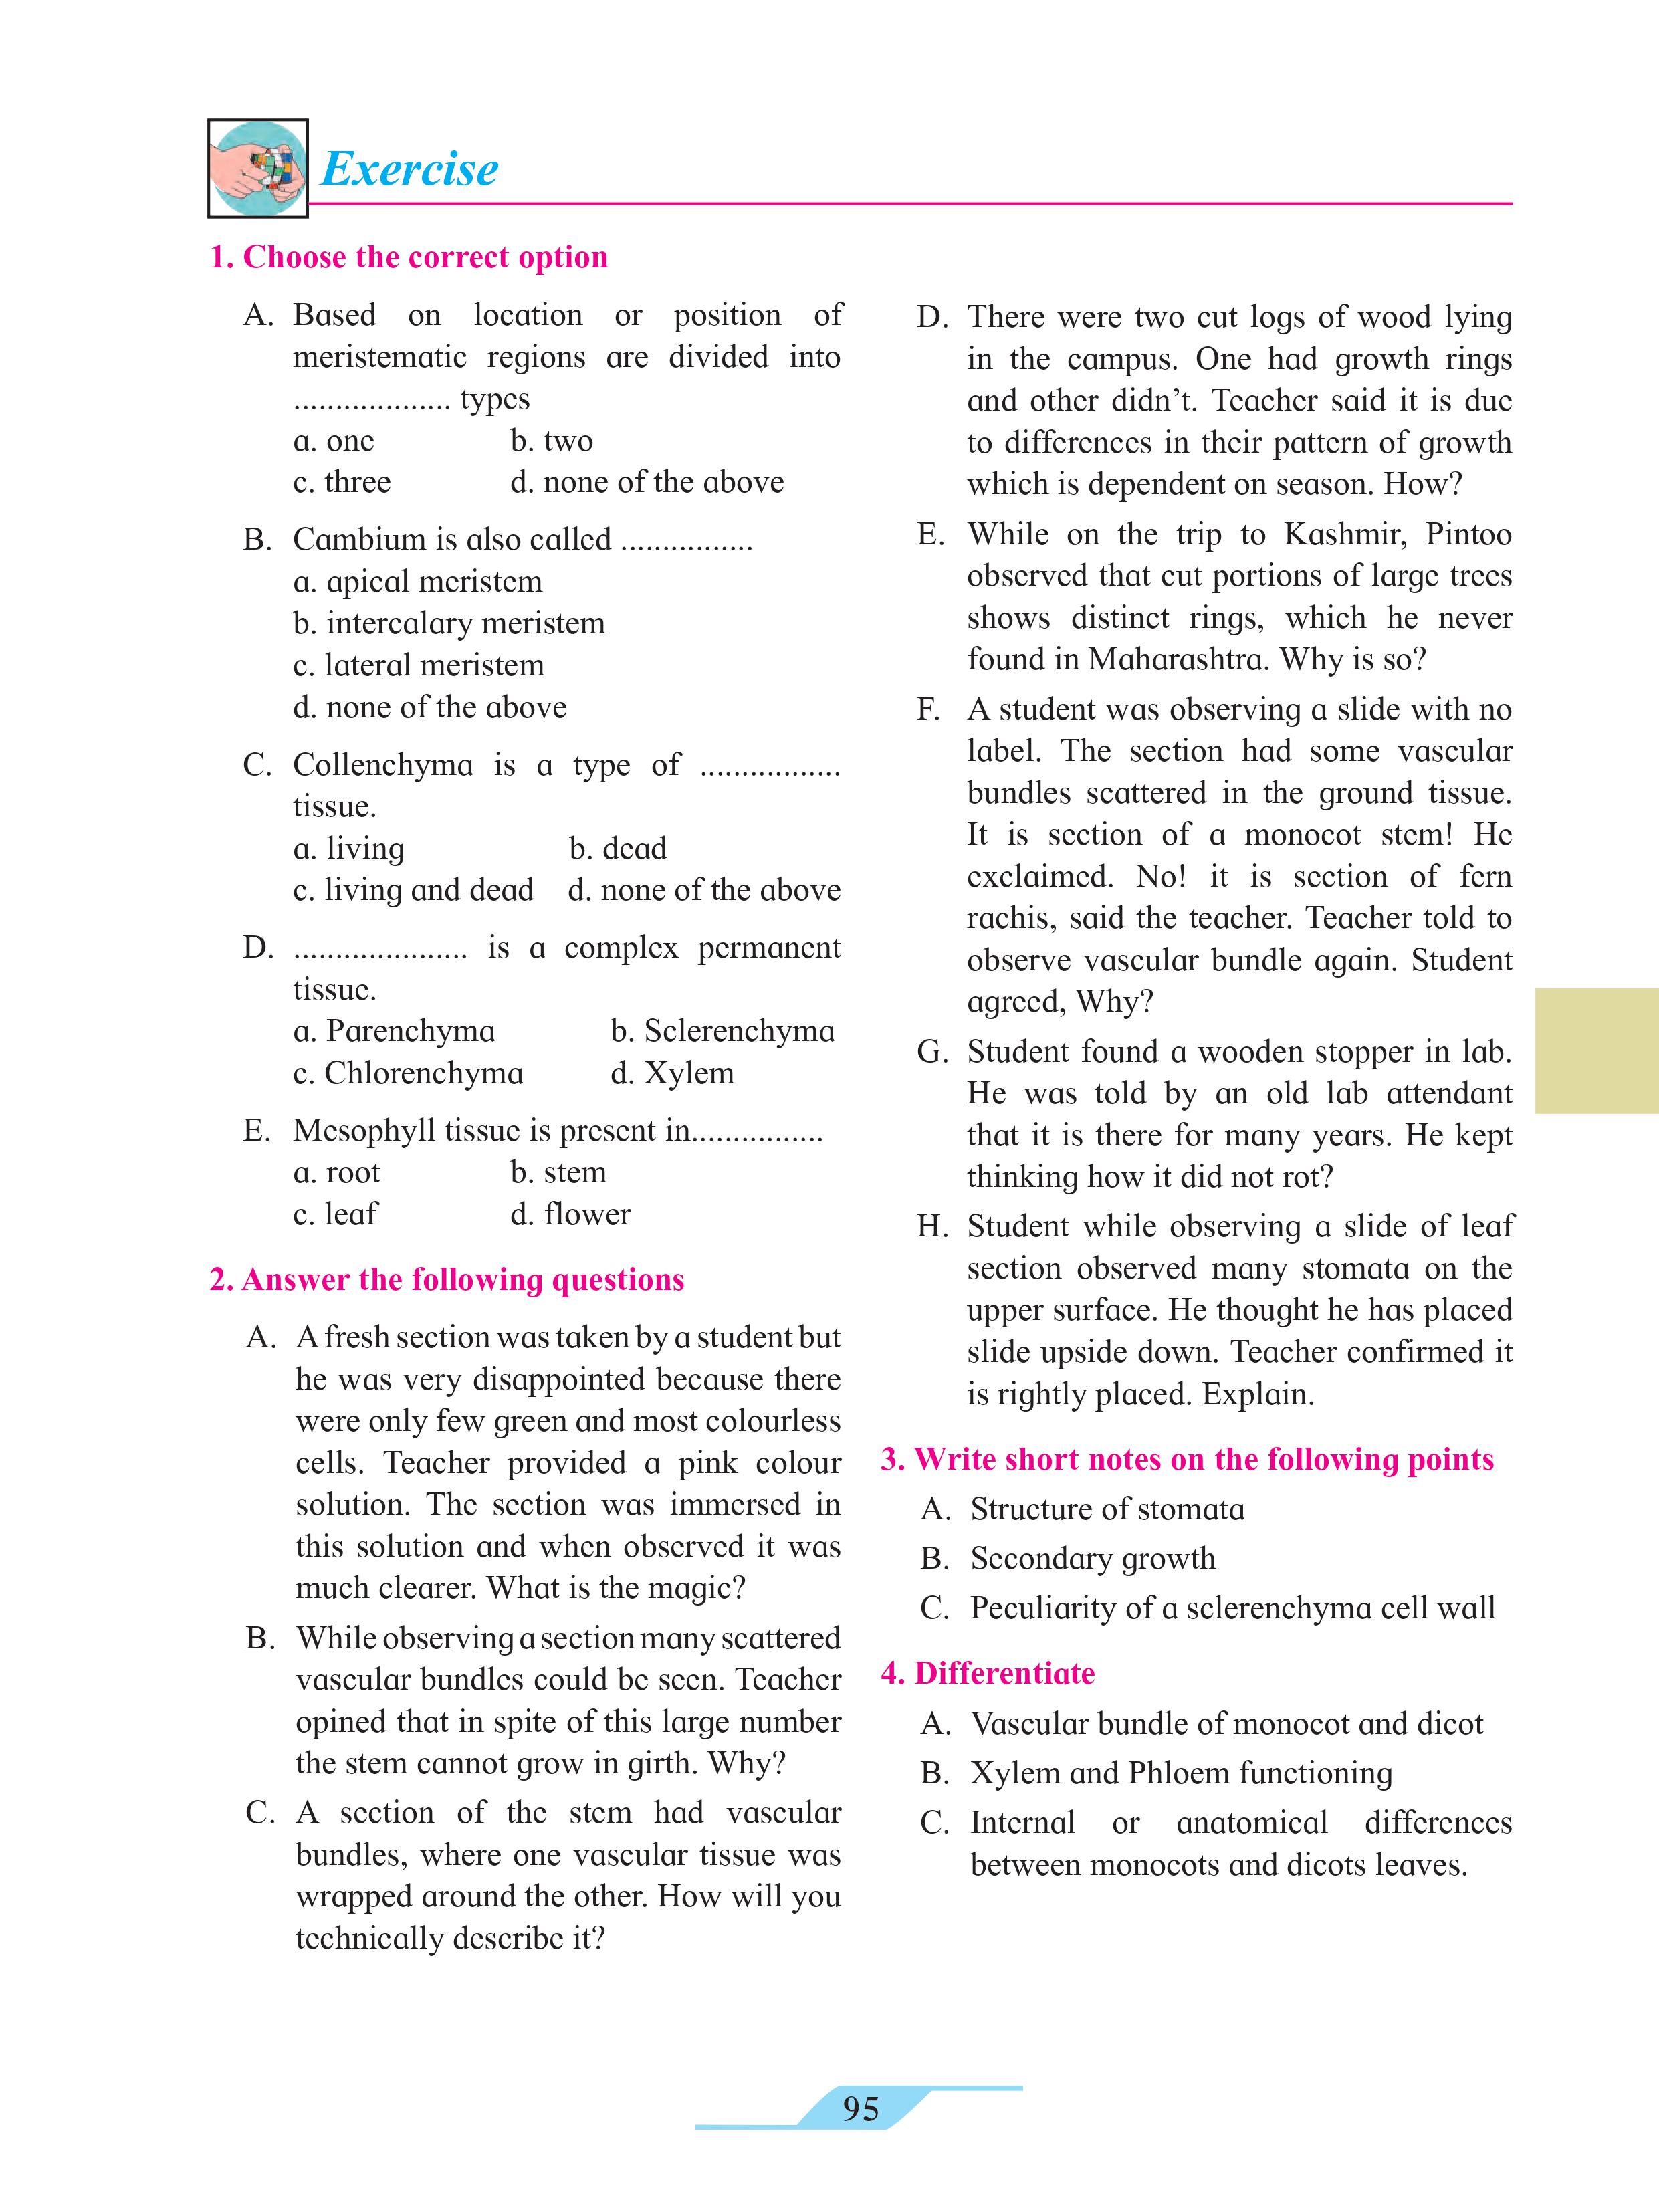 Exercise
1. Choose the correct option
A. Based on location or position of
meristematic regions are divided into
................... types
a. one b. two
c. three d. none of the above
B. Cambium is also called ................
a. apical meristem
b. intercalary meristem
c. lateral meristem
d. none of the above
C. Collenchyma is a type of .................
tissue.
a. living b. dead
c. living and dead d. none of the above
D. ..................... is a complex permanent
tissue.
a. Parenchyma b. Sclerenchyma
c. Chlorenchyma d. Xylem
E. Mesophyll tissue is present in................
a. root b. stem
c. leaf d. flower
2. Answer the following questions
A. A fresh section was taken by a student but
he was very disappointed because there
were only few green and most colourless
cells. Teacher provided a pink colour
solution. The section was immersed in
this solution and when observed it was
much clearer. What is the magic?
B. While observing a section many scattered
vascular bundles could be seen. Teacher
opined that in spite of this large number
the stem cannot grow in girth. Why?
C. A section of the stem had vascular
bundles, where one vascular tissue was
wrapped around the other. How will you
technically describe it?
D. There were two cut logs of wood lying
in the campus. One had growth rings
and other didn’t. Teacher said it is due
to differences in their pattern of growth
which is dependent on season. How?
E. While on the trip to Kashmir, Pintoo
observed that cut portions of large trees
shows distinct rings, which he never
found in Maharashtra. Why is so?
F. A student was observing a slide with no
label. The section had some vascular
bundles scattered in the ground tissue.
It is section of a monocot stem! He
exclaimed. No! it is section of fern
rachis, said the teacher. Teacher told to
observe vascular bundle again. Student
agreed, Why?
G. Student found a wooden stopper in lab.
He was told by an old lab attendant
that it is there for many years. He kept
thinking how it did not rot?
H. Student while observing a slide of leaf
section observed many stomata on the
upper surface. He thought he has placed
slide upside down. Teacher confirmed it
is rightly placed. Explain.
3. Write short notes on the following points
A. Structure of stomata
B. Secondary growth
C. Peculiarity of a sclerenchyma cell wall
4. Differentiate
A. Vascular bundle of monocot and dicot
B. Xylem and Phloem functioning
C. Internal or anatomical differences
between monocots and dicots leaves.
95